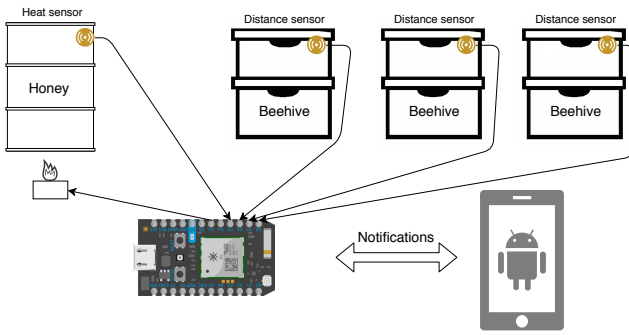 Heat sensor
Distance sensor
Distance sensor
Distance sensor
Honey
Beehive
Beehive
Beehive
Notifications